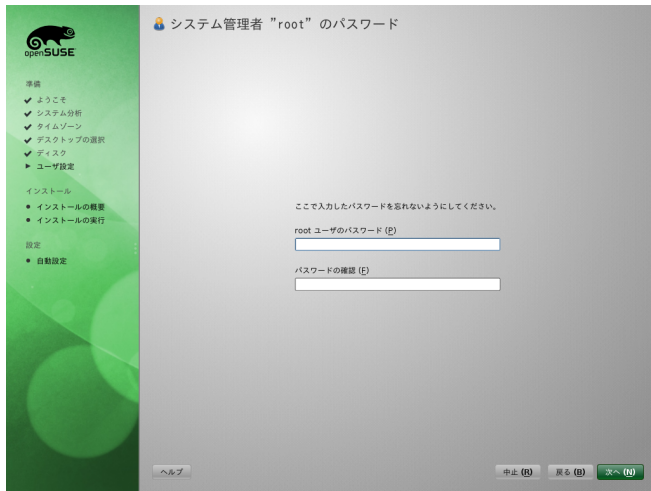 openSUSE
準備
ようこそ
システム分析
タイムゾーン
デスクトップの選択
ディスク
ユーザ設定
インストール
インストールの概要
インストールの実行
設定
自動設定
システム管理者 ”root” のパスワード
ここで入力したパスワードを忘れないようにしてください。
root ユーザのパスワード (P)
パスワードの確認 (F)
ヘルプ
中止 (R)
戻る (B)
次へ (N)